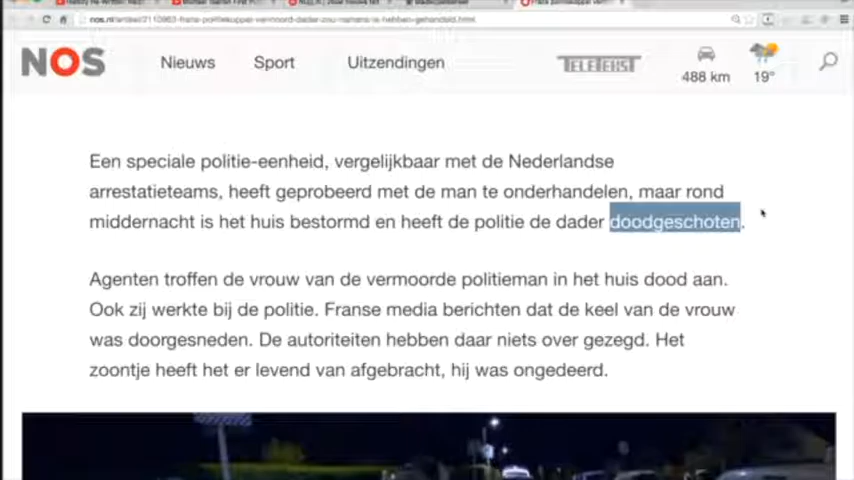 NOS
Nieuws
Sport
Uitzendingen
TELETEKST
488 km
19°
Een speciale politie-eenheid, vergelijkbaar met de Nederlandse
arrestatieteams, heeft geprobeerd met de man te onderhandelen, maar rond
middernacht is het huis bestormd en heeft de politie de dader doodgeschoten.
Agenten troffen de vrouw van de vermoorde politieman in het huis dood aan.
Ook zij werkte bij de politie. Franse media berichten dat de keel van de vrouw
was doorgesneden. De autoriteiten hebben daar niets over gezegd. Het
zoontje heeft het er levend van afgebracht, hij was ongedeerd.